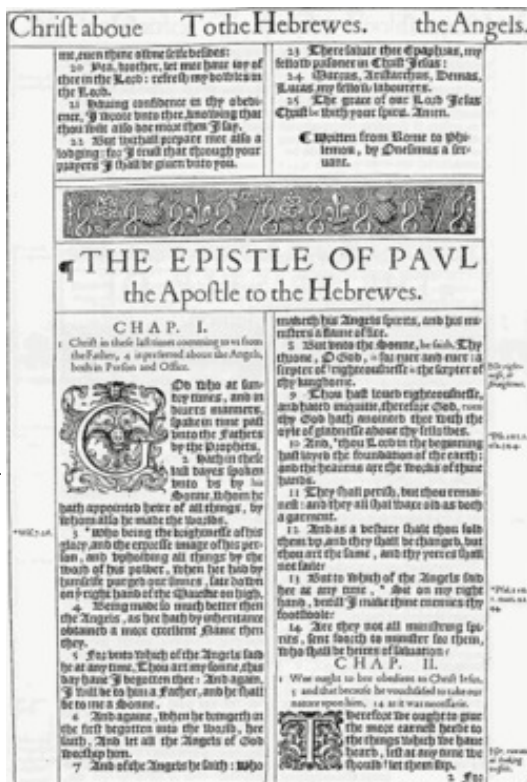 Christ aboue To the Hebrewes. the Angels.
me, euen thine owne selfe besides:
20 Yea, brother, let mee haue ioy of
thee in the Lord: refresh my bowels in
the Lord.
21 Hauing confidence in thy obedi-
ence, I wrote vnto thee, knowing that
thou wilt also doe more then I say.
22 But withall prepare mee also a
lodging: for I trust that through your
prayers I shall be giuen vnto you.
23 There salute thee Epaphras, my
fellow prisoner in Christ Iesus:
24 Marcus, Aristarchus, Demas,
Lucas, my fellow labourers.
25 The grace of our Lord Iesus
Christ be with your spirit. Amen.
¶ Written from Rome to Phi-
lemon, by Onesimus a ser-
uant.
¶ THE EPISTLE OF PAVL
the Apostle to the Hebrewes.
CHAP. I.
1 Christ in these last times comming to vs from
the Father, 4 is preferred aboue the Angels,
both in Person and Office.
GOd who at sun-
dry times, and in
diuers manners,
spake in time past
vnto the Fathers
by the Prophets,
2 Hath in these
last dayes spoken
vnto vs by his
Sonne, whom he
hath appointed heire of all things, by
whom also he made the worlds,
3 * Who being the brightnesse of his
glory, and the expresse image of his per-
son, and vpholding all things by the
word of his power, when hee had by
himselfe purged our sinnes, sate down
on ye right hand of the Maiestie on high,
4 Being made so much better then
the Angels, as hee hath by inheritance
obtained a more excellent Name then
they.
5 For vnto which of the Angels said
he at any time, Thou art my sonne, this
day haue I begotten thee: And again,
I will be to him a Father, and he shall
be to me a Sonne.
6 And againe, when he bringeth in
the first begotten into the world, hee
saith, And let all the Angels of God
worship him.
7 And of the Angels he saith: Who
maketh his Angels spirits, and his mi-
nisters a flame of fire.
8 But vnto the Sonne, he saith, Thy
throne, O God, is for euer and euer: a
scepter of righteousnesse is the scepter of
thy kingdome.
9 Thou hast loued righteousnesse,
and hated iniquitie, therefore God, euen
thy God hath anointed thee with the
oyle of gladnesse aboue thy fellowes.
10 And, * thou Lord in the beginning
hast layed the foundation of the earth:
and the heauens are the works of thine
hands.
11 They shall perish, but thou remai-
nest: and they all shall waxe old as doth
a garment.
12 And as a vesture shalt thou fold
them vp, and they shall be changed, but
thou art the same, and thy yeeres shall
not faile
13 But to which of the Angels said
hee at any time, * Sit on my right
hand, vntill I make thine enemies thy
footstoole?
14 Are they not all ministring spi-
rits, sent foorth to minister for them,
who shall be heires of saluation?
CHAP. II.
1 Wee ought to bee obedient to Christ Iesus,
5 and that because he vouchsafed to take our
nature vpon him, 14 as it was necessarie.
THerefore we ought to giue
the more earnest heede to
the things which we haue
heard, lest at any time we
should let them slip.
For